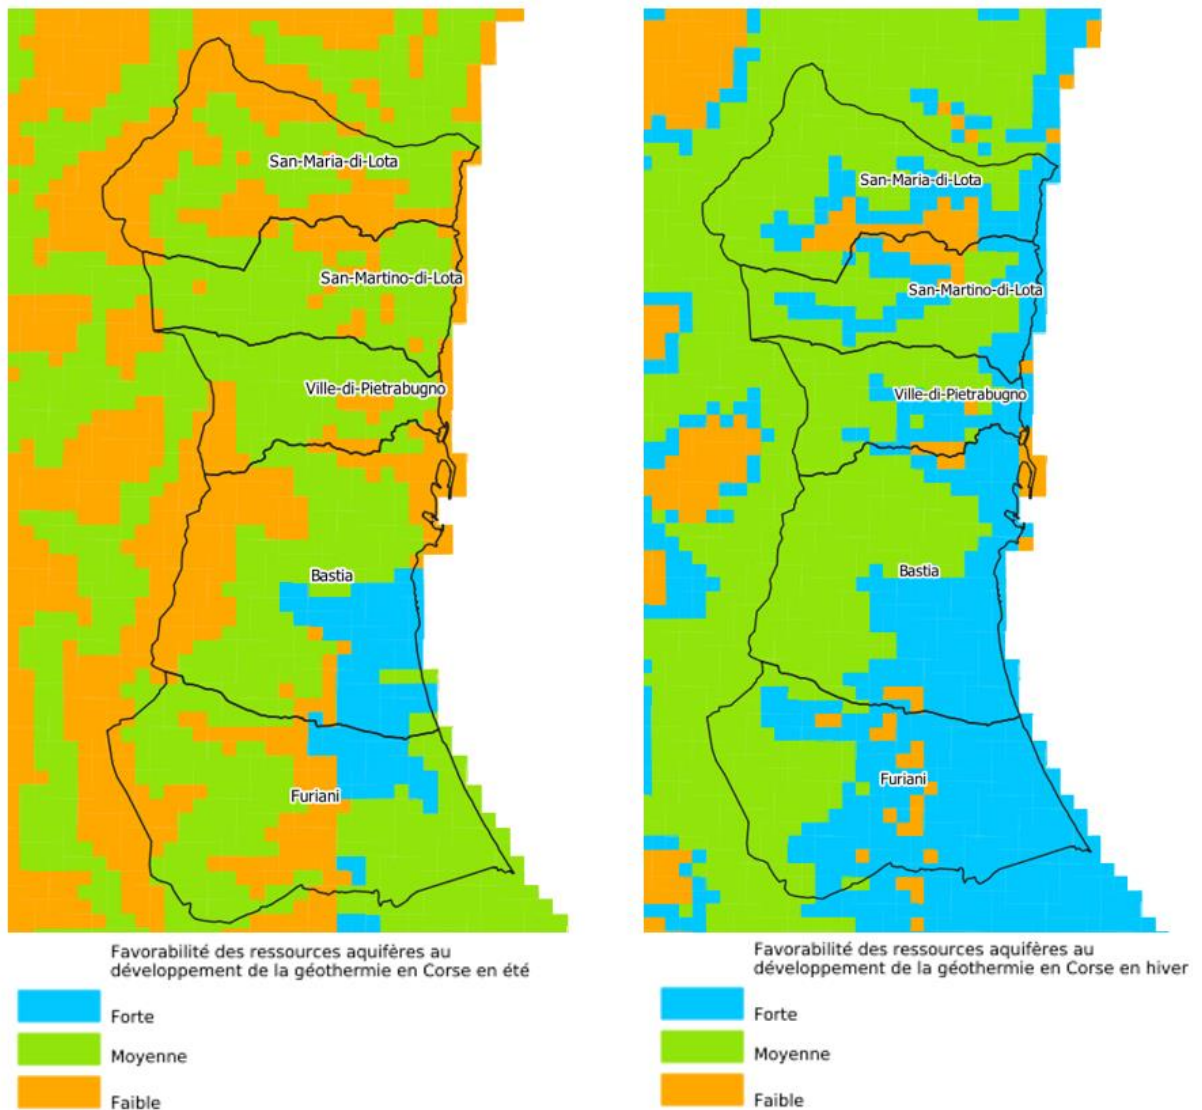 San-Maria-di-Lota
San-Martino-di-Lota
Ville-di-Pietrabugno
Bastia
Furiani
Favorabilité des ressources aquifères au
développement de la géothermie en Corse en été
Forte
Moyenne
Faible
San-Maria-di-Lota
San-Martino-di-Lota
Ville-di-Pietrabugno
Bastia
Furiani
Favorabilité des ressources aquifères au
développement de la géothermie en Corse en hiver
Forte
Moyenne
Faible